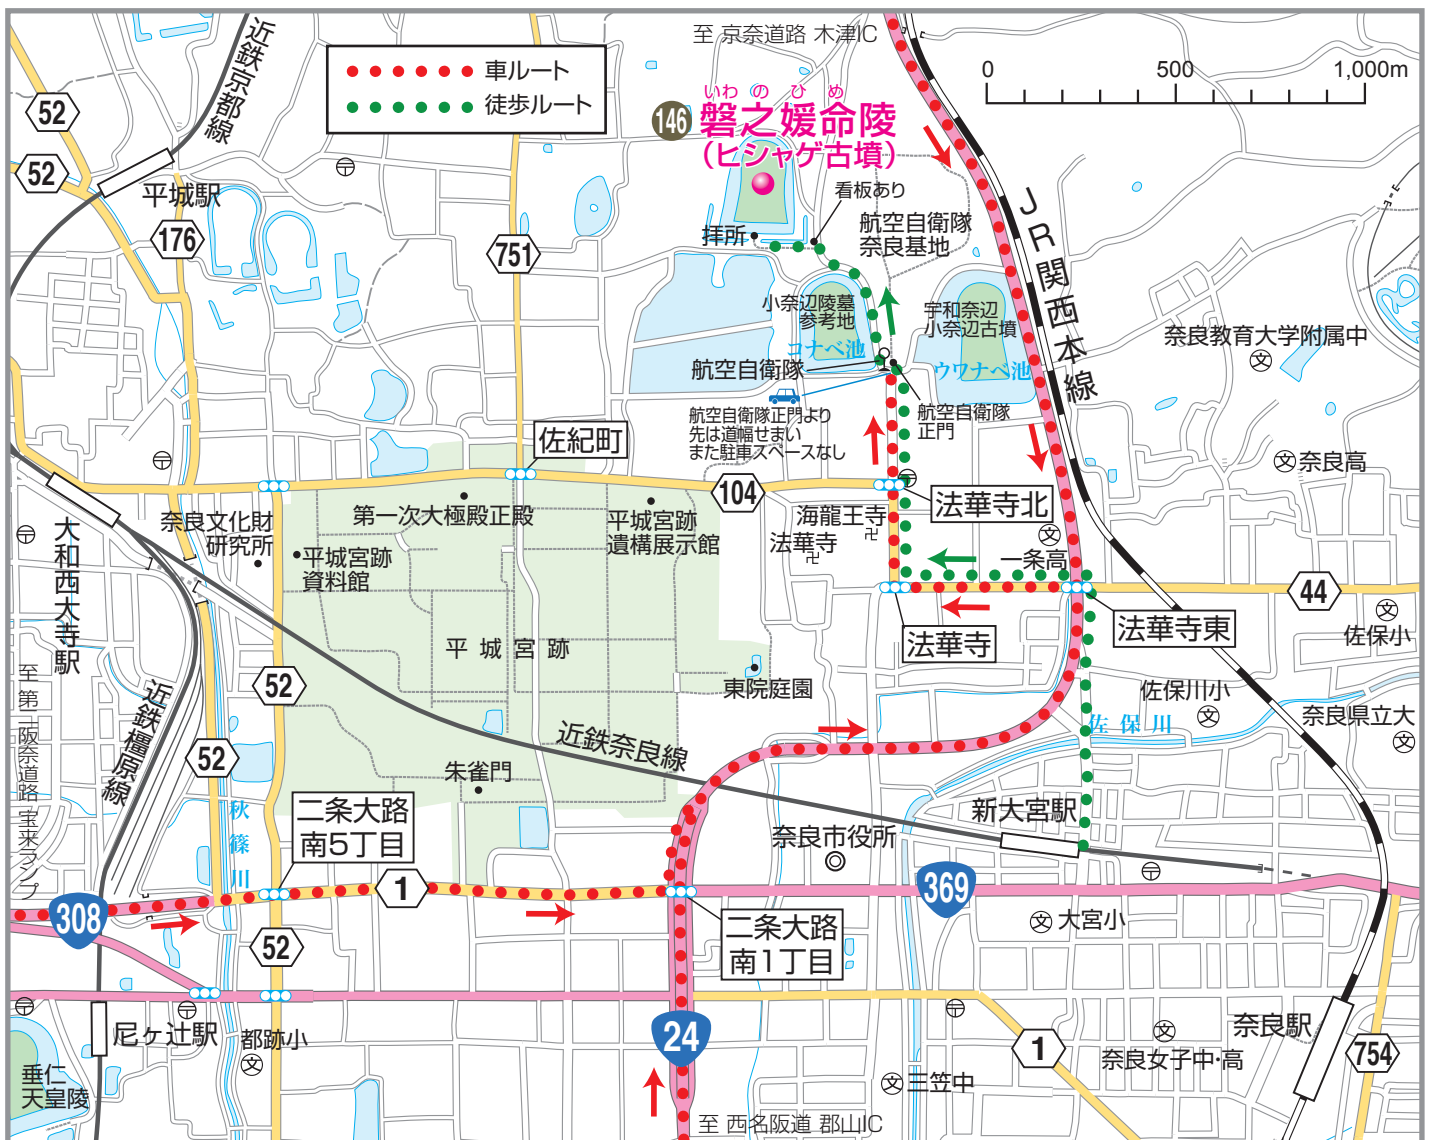 近鉄京都線
車ルート
徒歩ルート
至 京奈道路 木津IC
0
500
1,000m
52
52
146
いわ の ひめ
磐之媛命陵
(ヒシャゲ古墳)
平城駅
176
751
看板あり
拝所
航空自衛隊
奈良基地
JR関西本線
小奈辺陵墓
参考地
コナベ池
宇和奈辺
小奈辺古墳
ウワナベ池
奈良教育大学附属中
文
航空自衛隊
航空自衛隊
正門
航空自衛隊正門より
先は道幅せまい
また駐車スペースなし
佐紀町
104
文奈良高
法華寺北
海龍王寺
卍
法華寺
卍
文
一条高
大和西大寺駅
奈良文化財
研究所
第一次大極殿正殿
平城宮跡
遺構展示館
平城宮跡
資料館
44
文
佐保小
法華寺東
法華寺
平城宮跡
東院庭園
52
佐保川小
文
佐保川
奈良県立大
文
至 第二阪奈道路 宝来ランプ
近鉄橿原線
52
近鉄奈良線
朱雀門
秋篠川
二条大路
南5丁目
新大宮駅
奈良市役所
308
1
369
文 大宮小
二条大路
南1丁目
52
24
尼ヶ辻駅
都跡小
文
垂仁
天皇陵
1
文
奈良女子中・高
奈良駅
754
文三笠中
至 西名阪道 郡山IC